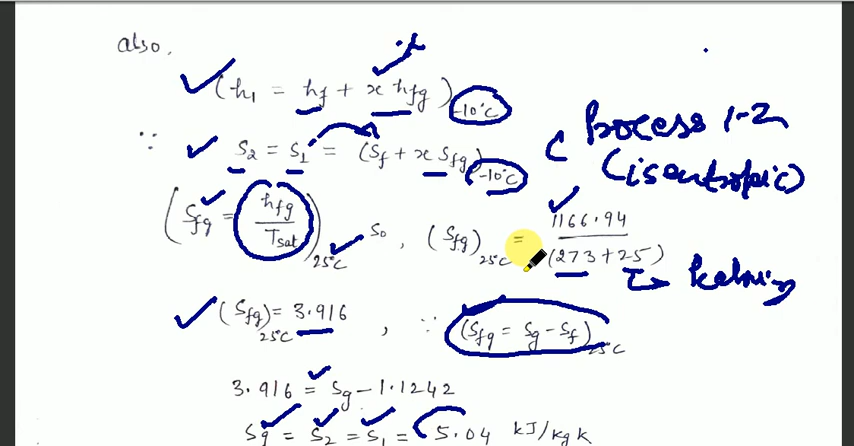 also,
(h₁ = hf + x hfg)-10°C
∵ S₂ = S₁ = (Sf + x Sfg)-10°C
( Process 1-2
(isentropic)
(Sfg = hfg/Tsat)25°C so, (Sfg)25°C = 1166.94/(273+25)
T → kelvin
(Sfg)25°C = 3.916 , ∵ (Sfg = Sg - Sf)25°C
3.916 = Sg - 1.1242
Sg = S₂ = S₁ = 5.04 kJ/kg k